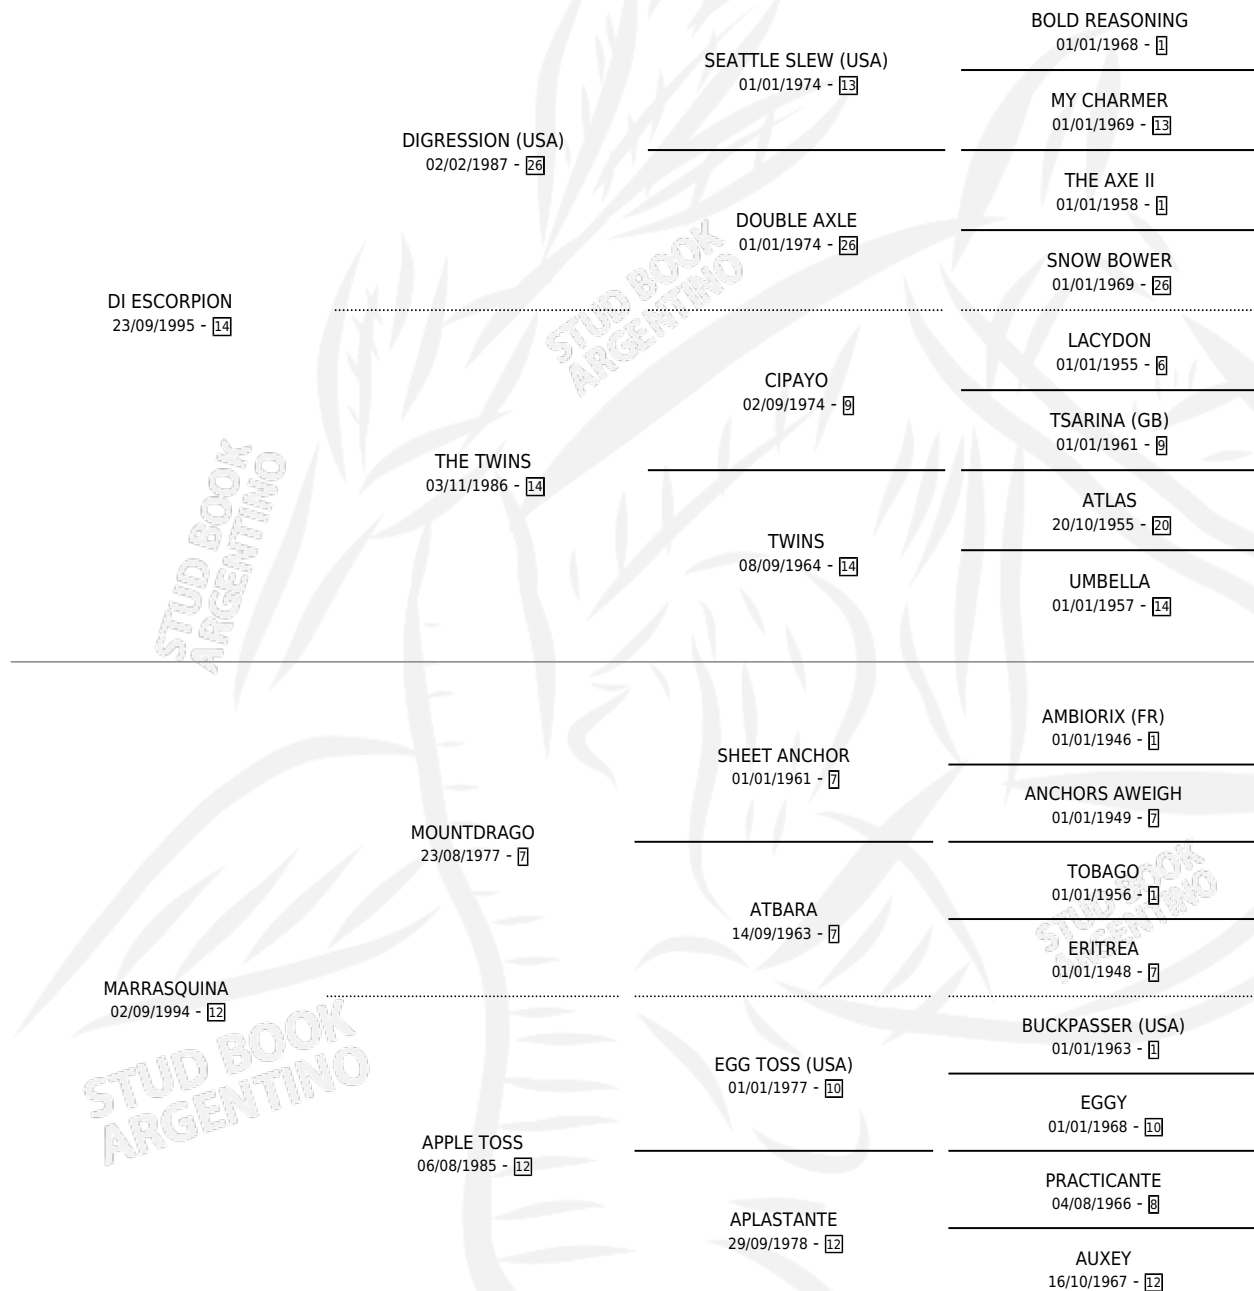 DI ESCORPION
23/09/1995 - 14
DIGRESSION (USA)
02/02/1987 - 26
THE TWINS
03/11/1986 - 14
SEATTLE SLEW (USA)
01/01/1974 - 13
DOUBLE AXLE
01/01/1974 - 26
CIPAYO
02/09/1974 - 9
TWINS
08/09/1964 - 14
BOLD REASONING
01/01/1968 - 1
MY CHARMER
01/01/1969 - 13
THE AXE II
01/01/1958 - 1
SNOW BOWER
01/01/1969 - 26
LACYDON
01/01/1955 - 6
TSARINA (GB)
01/01/1961 - 9
ATLAS
20/10/1955 - 20
UMBELLA
01/01/1957 - 14
MARRASQUINA
02/09/1994 - 12
MOUNTDRAGO
23/08/1977 - 7
APPLE TOSS
06/08/1985 - 12
SHEET ANCHOR
01/01/1961 - 7
ATBARA
14/09/1963 - 7
EGG TOSS (USA)
01/01/1977 - 10
APLASTANTE
29/09/1978 - 12
AMBIORIX (FR)
01/01/1946 - 1
ANCHORS AWEIGH
01/01/1949 - 7
TOBAGO
01/01/1956 - 1
ERITREA
01/01/1948 - 7
BUCKPASSER (USA)
01/01/1963 - 1
EGGY
01/01/1968 - 10
PRACTICANTE
04/08/1966 - 8
AUXEY
16/10/1967 - 12
STUD BOOK
ARGENTINO
STUD BOOK
ARGENTINO
STUD BOOK
ARGENTINO
STUD BOOK
ARGENTINO